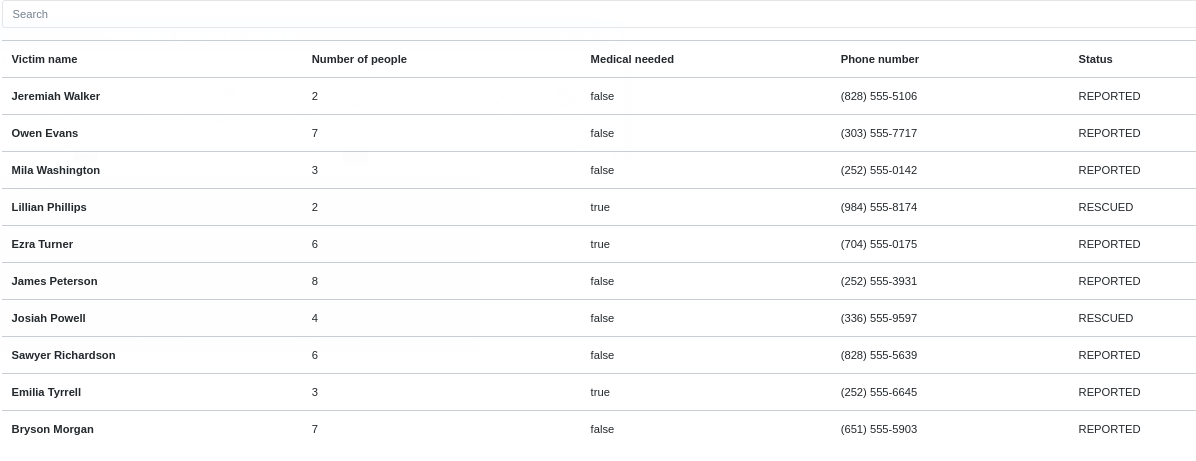 Search
Victim name Number of people Medical needed Phone number Status
Jeremiah Walker 2 false (828) 555-5106 REPORTED
Owen Evans 7 false (303) 555-7717 REPORTED
Mila Washington 3 false (252) 555-0142 REPORTED
Lillian Phillips 2 true (984) 555-8174 RESCUED
Ezra Turner 6 true (704) 555-0175 REPORTED
James Peterson 8 false (252) 555-3931 REPORTED
Josiah Powell 4 false (336) 555-9597 RESCUED
Sawyer Richardson 6 false (828) 555-5639 REPORTED
Emilia Tyrrell 3 true (252) 555-6645 REPORTED
Bryson Morgan 7 false (651) 555-5903 REPORTED